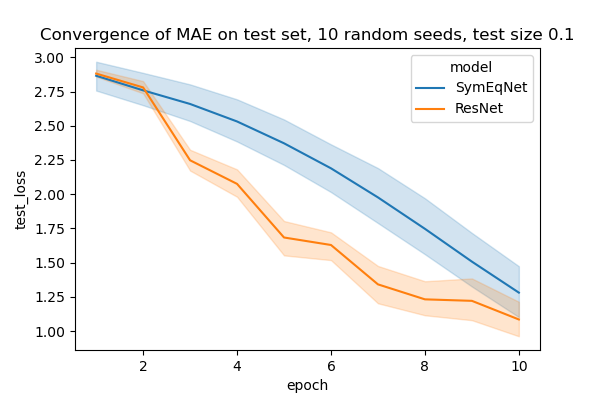 Convergence of MAE on test set, 10 random seeds, test size 0.1
3.00
2.75
2.50
2.25
2.00
1.75
1.50
1.25
1.00
test_loss
model
SymEqNet
ResNet
2
4
6
8
10
epoch